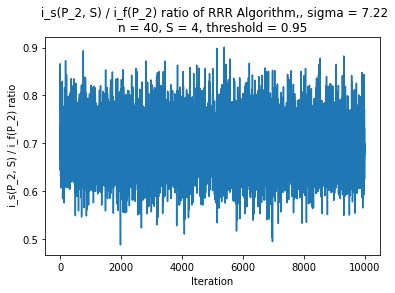 i_s(P_2, S) / i_f(P_2) ratio of RRR Algorithm,, sigma = 7.22
n = 40, S = 4, threshold = 0.95
i_s(P_2, S) / i_f(P_2) ratio
0.9
0.8
0.7
0.6
0.5
0 2000 4000 6000 8000 10000
Iteration